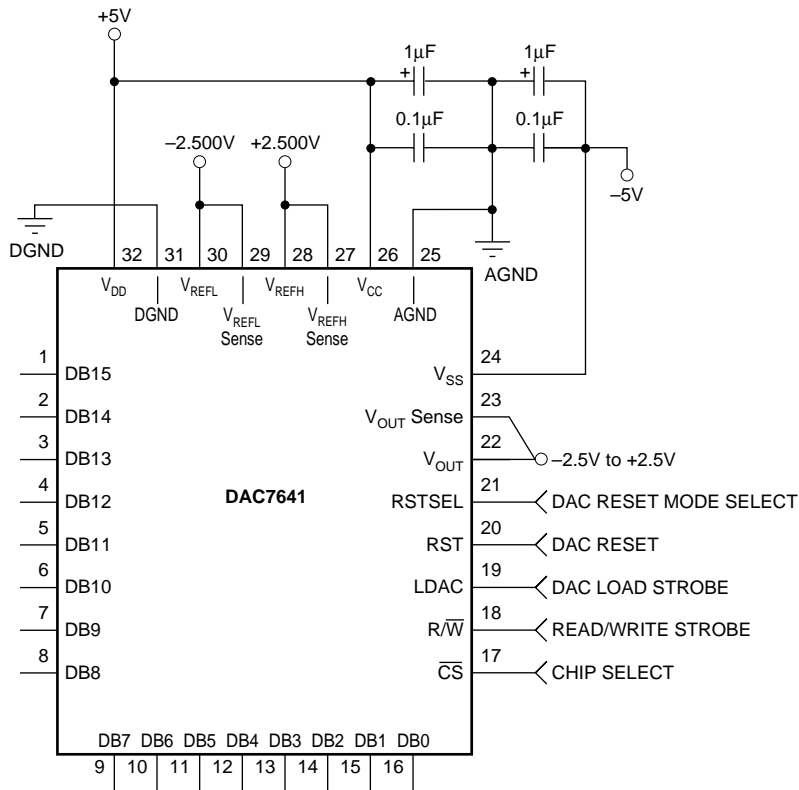 +5V
1µF
1µF
+
+
0.1µF
0.1µF
–2.500V
+2.500V
–5V
DGND
AGND
32 31 30 29 28 27 26 25
V_DD
DGND
V_REFL
V_REFL Sense
V_REFH
V_REFH Sense
V_CC
AGND
1 DB15
2 DB14
3 DB13
4 DB12
5 DB11
6 DB10
7 DB9
8 DB8
DAC7641
V_SS 24
V_OUT Sense 23
V_OUT 22 –2.5V to +2.5V
RSTSEL 21 DAC RESET MODE SELECT
RST 20 DAC RESET
LDAC 19 DAC LOAD STROBE
R/W̅ 18 READ/WRITE STROBE
C̅S̅ 17 CHIP SELECT
DB7 DB6 DB5 DB4 DB3 DB2 DB1 DB0
9 10 11 12 13 14 15 16